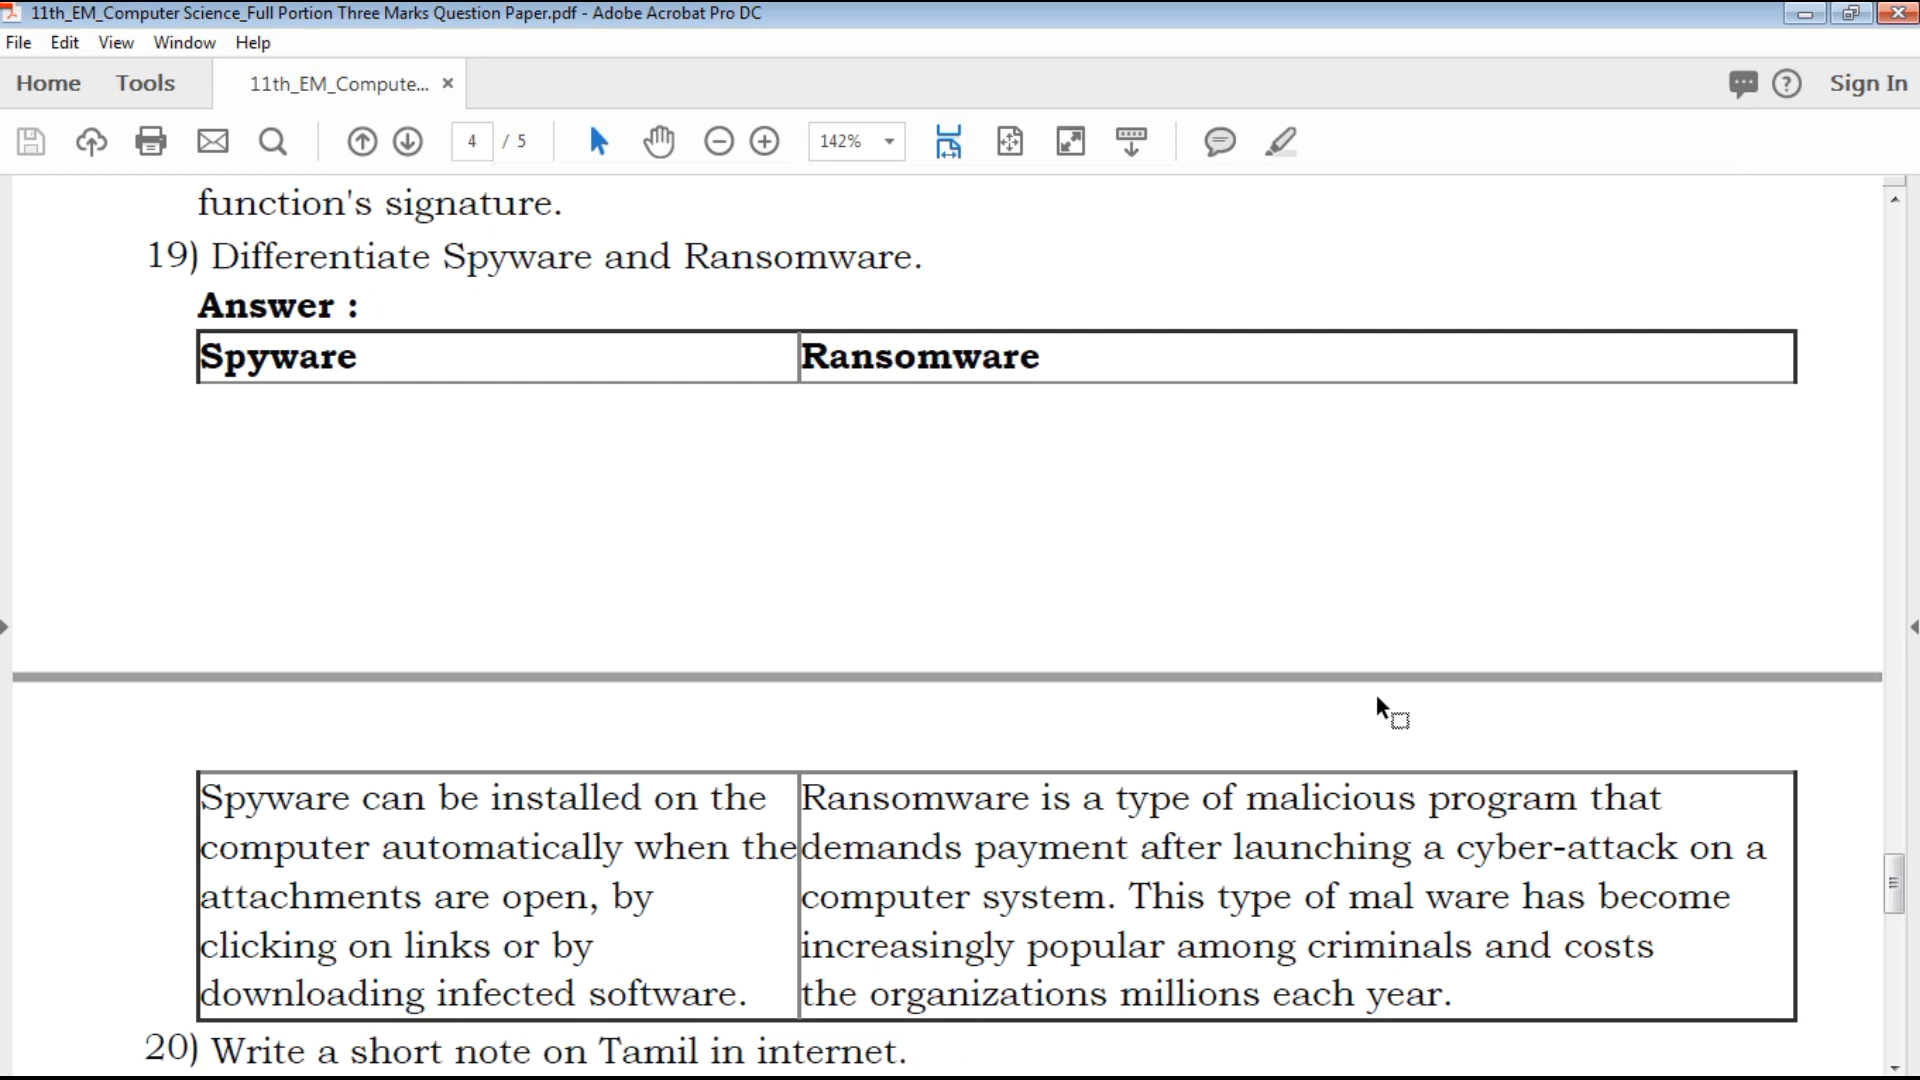 11th_EM_Computer Science_Full Portion Three Marks Question Paper.pdf - Adobe Acrobat Pro DC
File Edit View Window Help
Home Tools 11th_EM_Compute... × Sign In
4 / 5 142%
function's signature.
19) Differentiate Spyware and Ransomware.
Answer :
Spyware Ransomware
Spyware can be installed on the
computer automatically when the
attachments are open, by
clicking on links or by
downloading infected software.
Ransomware is a type of malicious program that
demands payment after launching a cyber-attack on a
computer system. This type of mal ware has become
increasingly popular among criminals and costs
the organizations millions each year.
20) Write a short note on Tamil in internet.